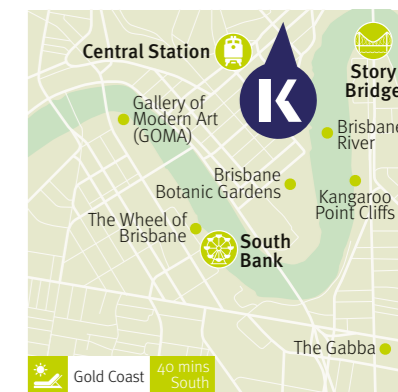 Central Station
K
Story
Bridge
Gallery of
Modern Art
(GOMA)
Brisbane
River
Brisbane
Botanic Gardens
Kangaroo
Point Cliffs
The Wheel of
Brisbane
South
Bank
The Gabba
Gold Coast
40 mins
South